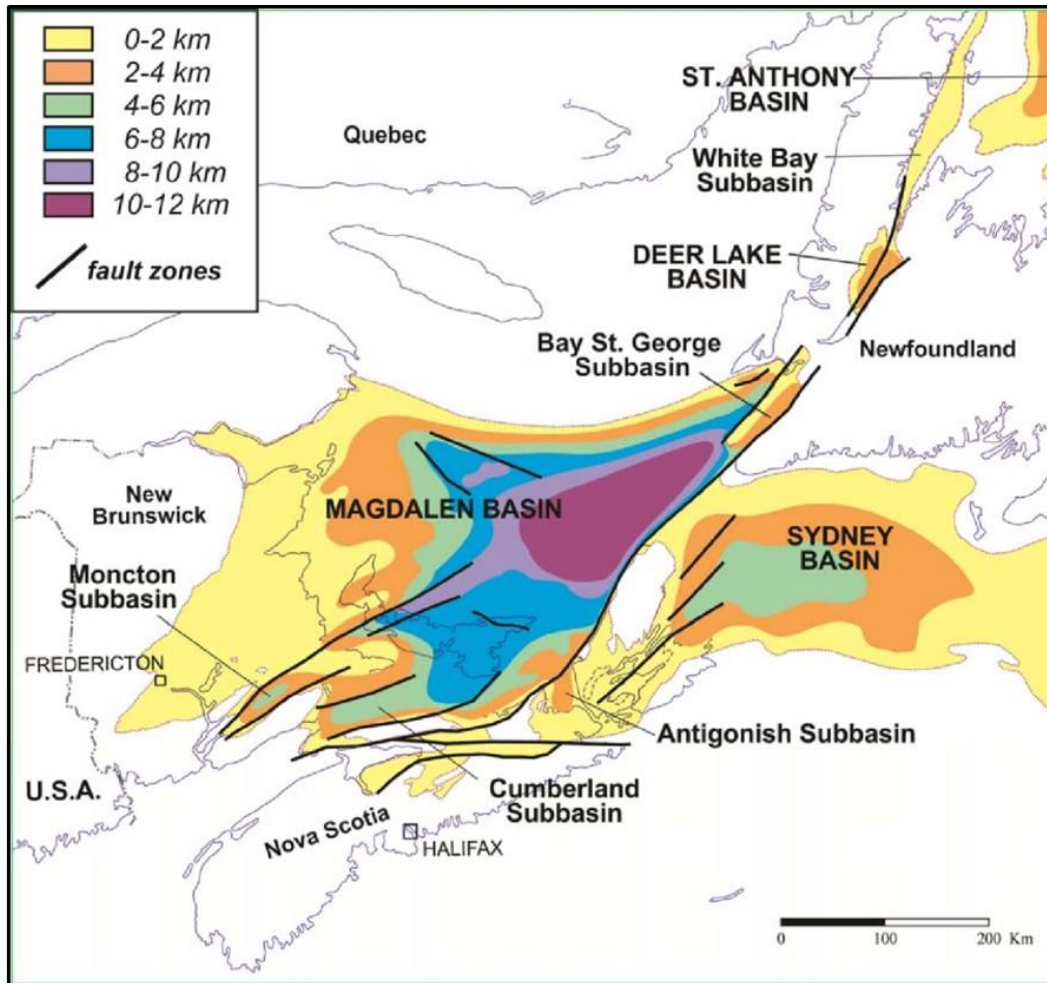 0-2 km
2-4 km
4-6 km
6-8 km
8-10 km
10-12 km
fault zones
ST. ANTHONY
BASIN
Quebec
White Bay
Subbasin
DEER LAKE
BASIN
Bay St. George
Subbasin
Newfoundland
New
Brunswick
MAGDALEN BASIN
SYDNEY
BASIN
Moncton
Subbasin
FREDERICTON
Antigonish Subbasin
U.S.A.
Cumberland
Subbasin
Nova Scotia
HALIFAX
0 100 200 Km